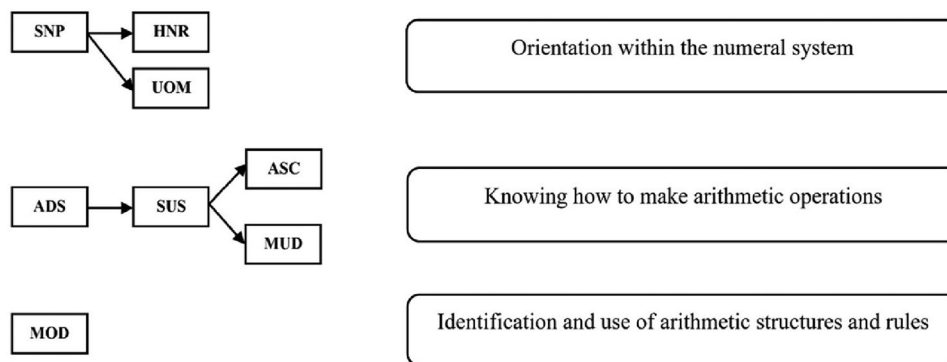 SNP
HNR
Orientation within the numeral system
UOM
ASC
ADS
SUS
Knowing how to make arithmetic operations
MUD
MOD
Identification and use of arithmetic structures and rules